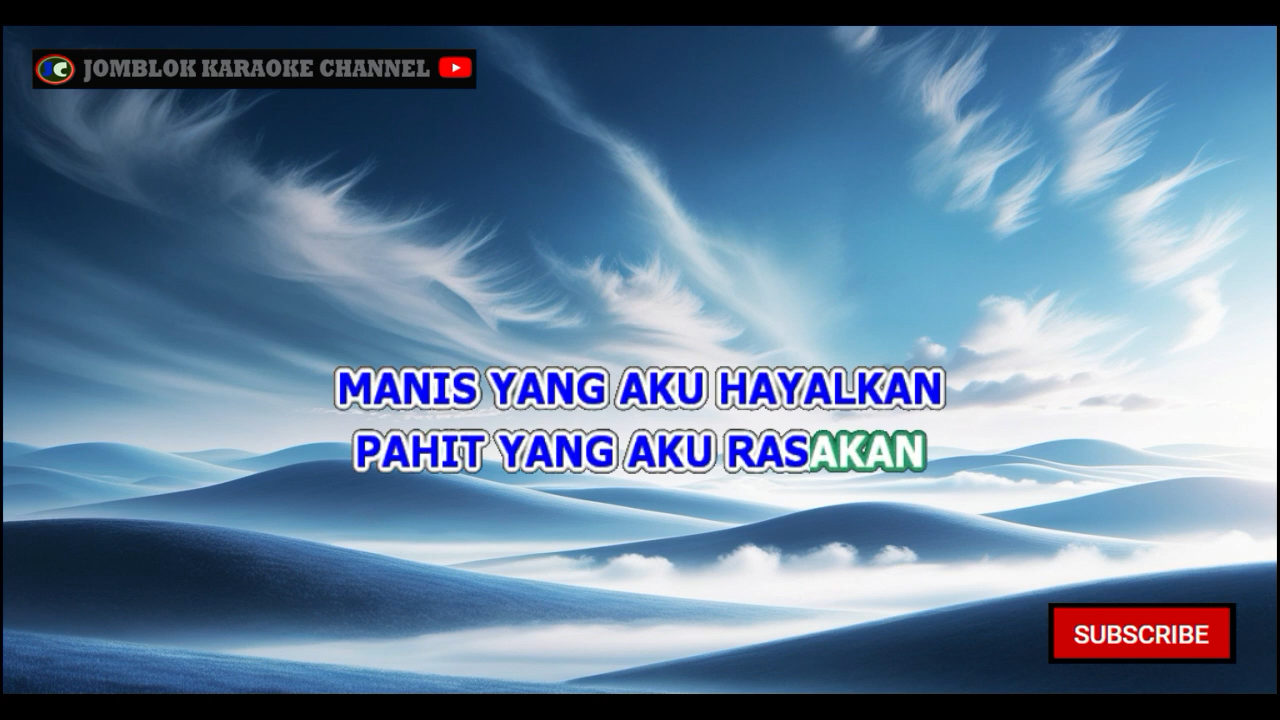 JOMBLOK KARAOKE CHANNEL
MANIS YANG AKU HAYALKAN
PAHIT YANG AKU RASAKAN
SUBSCRIBE